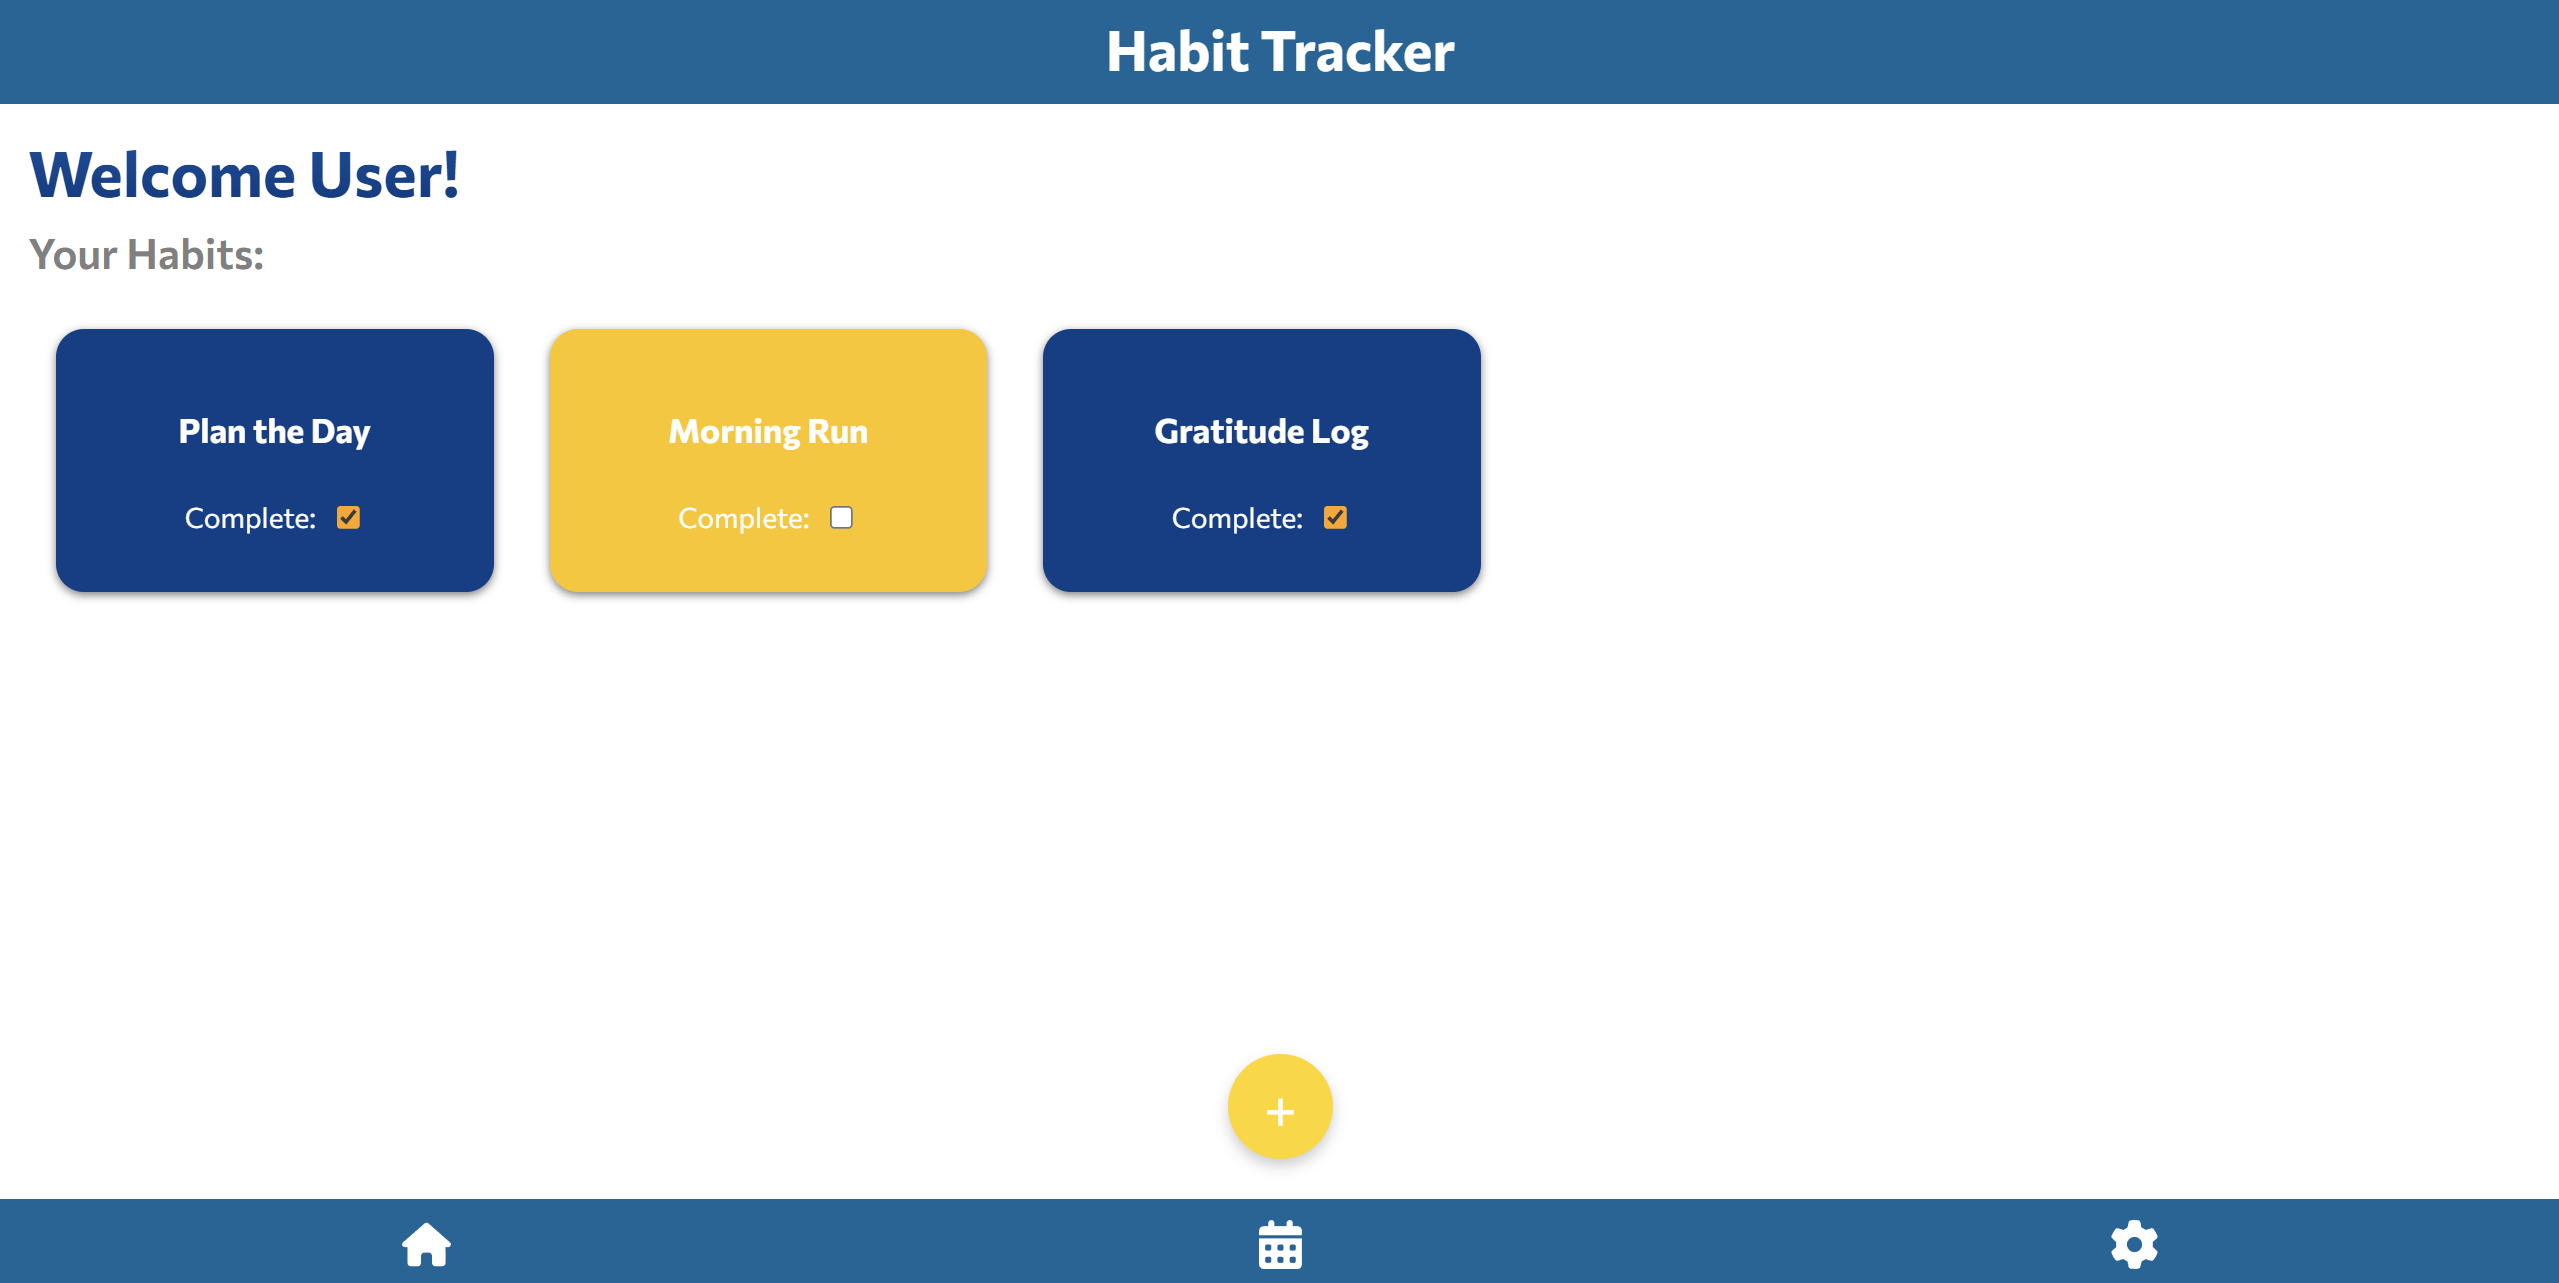 Habit Tracker
Welcome User!
Your Habits:
Plan the Day
Complete:
Morning Run
Complete:
Gratitude Log
Complete:
+